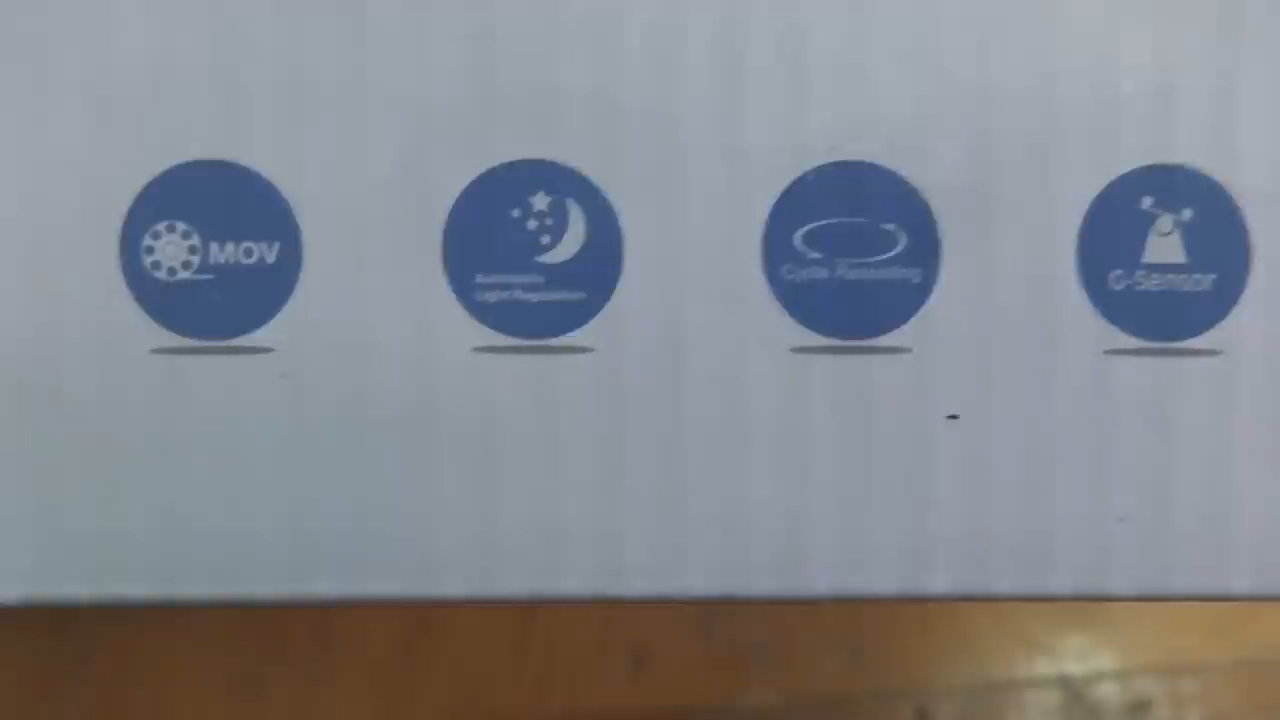 MOV
Automatic
Light Regulation
Cycle Recording
G-Sensor